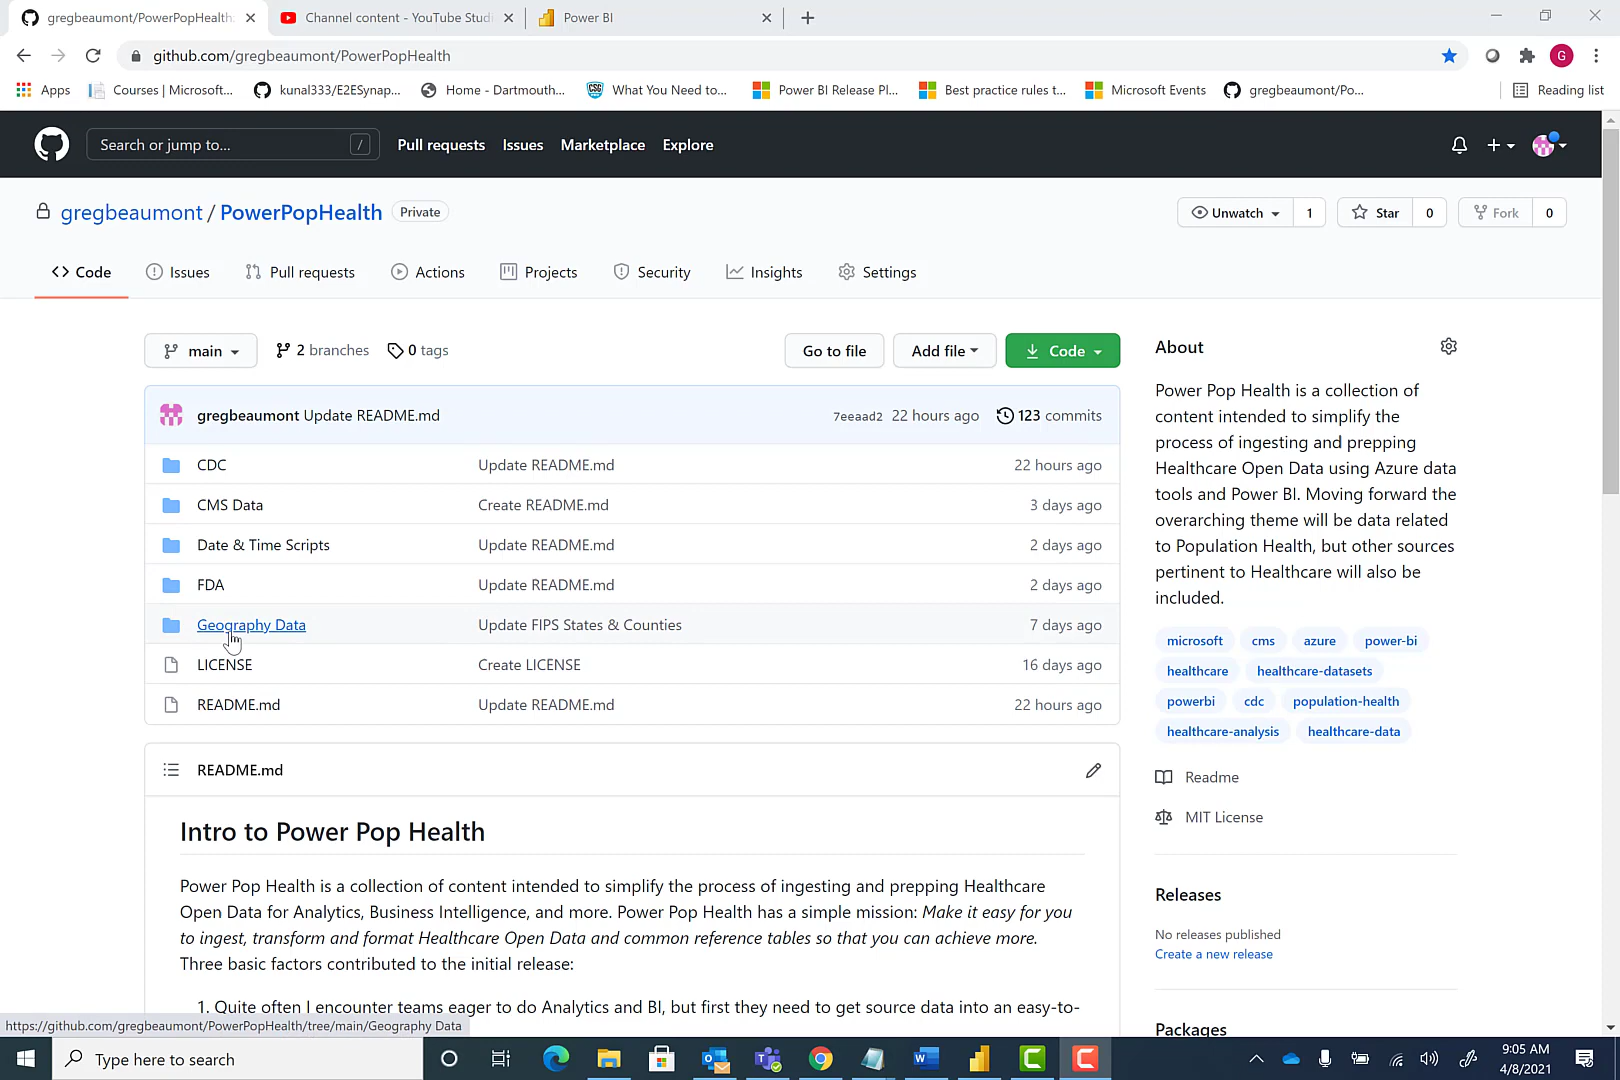 gregbeaumont/PowerPopHealth:
Channel content - YouTube Studi
Power BI
github.com/gregbeaumont/PowerPopHealth
G
Apps
Courses | Microsoft...
kunal333/E2ESynap...
Home - Dartmouth...
CSG
What You Need to...
Power BI Release Pl...
Best practice rules t...
Microsoft Events
gregbeaumont/Po...
Reading list
Search or jump to...
/
Pull requests
Issues
Marketplace
Explore
gregbeaumont / PowerPopHealth
Private
Unwatch
1
Star
0
Fork
0
Code
Issues
Pull requests
Actions
Projects
Security
Insights
Settings
main
2 branches
0 tags
Go to file
Add file
Code
gregbeaumont Update README.md
7eeaad2 22 hours ago
123 commits
CDC
Update README.md
22 hours ago
CMS Data
Create README.md
3 days ago
Date & Time Scripts
Update README.md
2 days ago
FDA
Update README.md
2 days ago
Geography Data
Update FIPS States & Counties
7 days ago
LICENSE
Create LICENSE
16 days ago
README.md
Update README.md
22 hours ago
README.md
Intro to Power Pop Health
Power Pop Health is a collection of content intended to simplify the process of ingesting and prepping Healthcare
Open Data for Analytics, Business Intelligence, and more. Power Pop Health has a simple mission: Make it easy for you
to ingest, transform and format Healthcare Open Data and common reference tables so that you can achieve more.
Three basic factors contributed to the initial release:
1. Quite often I encounter teams eager to do Analytics and BI, but first they need to get source data into an easy-to-
About
Power Pop Health is a collection of
content intended to simplify the
process of ingesting and prepping
Healthcare Open Data using Azure data
tools and Power BI. Moving forward the
overarching theme will be data related
to Population Health, but other sources
pertinent to Healthcare will also be
included.
microsoft
cms
azure
power-bi
healthcare
healthcare-datasets
powerbi
cdc
population-health
healthcare-analysis
healthcare-data
Readme
MIT License
Releases
No releases published
Create a new release
Packages
https://github.com/gregbeaumont/PowerPopHealth/tree/main/Geography Data
Type here to search
9:05 AM
4/8/2021